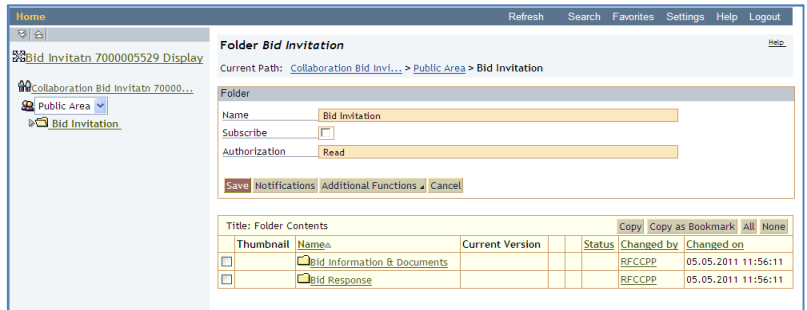 Home Refresh Search Favorites Settings Help Logout
Bid Invitatn 7000005529 Display
Collaboration Bid Invitatn 70000...
Public Area
Bid Invitation
Folder Bid Invitation Help
Current Path: Collaboration Bid Invi... > Public Area > Bid Invitation
Folder
Name Bid Invitation
Subscribe
Authorization Read
Save Notifications Additional Functions Cancel
Title: Folder Contents Copy Copy as Bookmark All None
Thumbnail Name Current Version Status Changed by Changed on
Bid Information & Documents RFCCPP 05.05.2011 11:56:11
Bid Response RFCCPP 05.05.2011 11:56:11